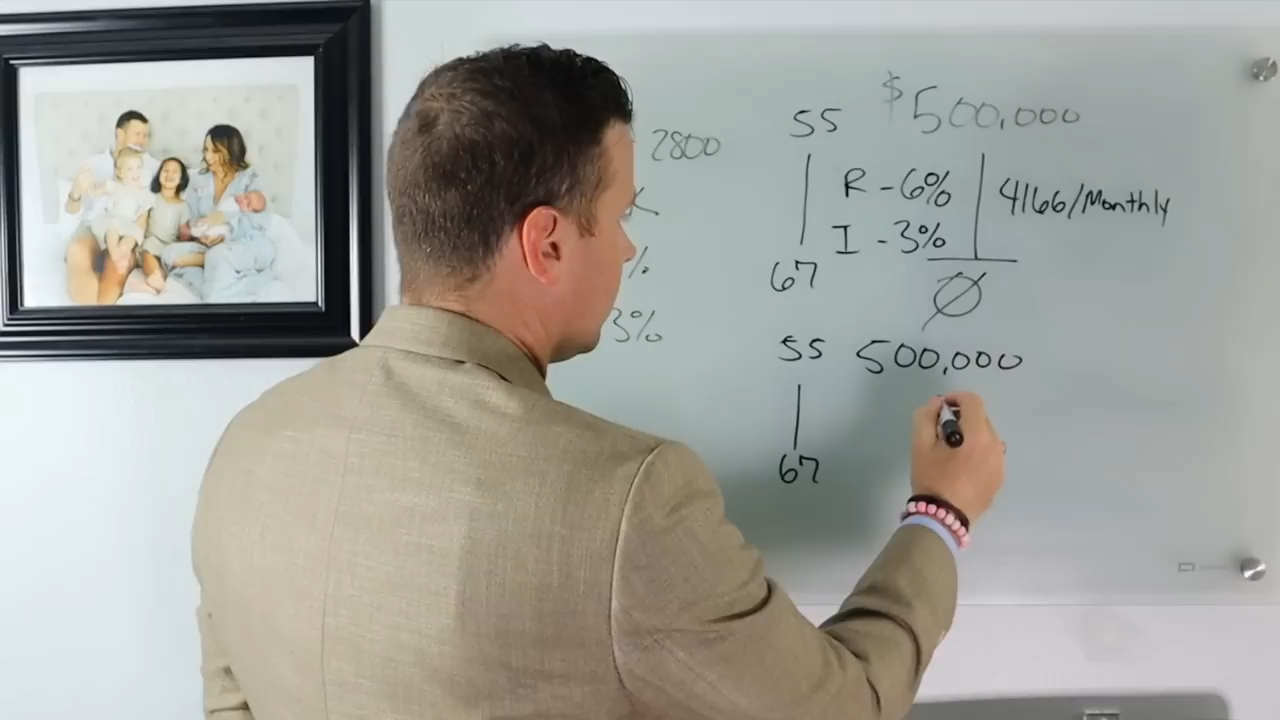 2800
%
3%
55 $500,000
R - 6% 4166/Monthly
I - 3%
67 Ø
55 500,000
67